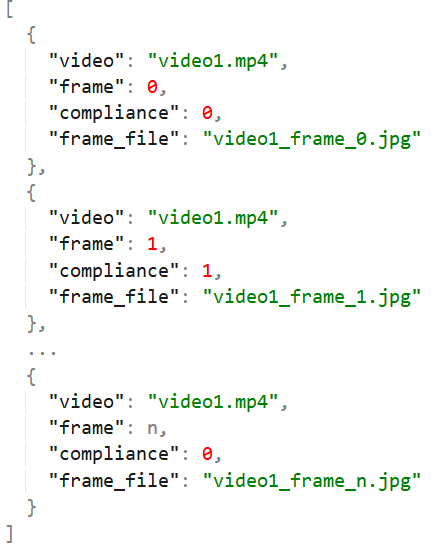 [
  {
    "video": "video1.mp4",
    "frame": 0,
    "compliance": 0,
    "frame_file": "video1_frame_0.jpg"
  },
  {
    "video": "video1.mp4",
    "frame": 1,
    "compliance": 1,
    "frame_file": "video1_frame_1.jpg"
  },
  ...
  {
    "video": "video1.mp4",
    "frame": n,
    "compliance": 0,
    "frame_file": "video1_frame_n.jpg"
  }
]